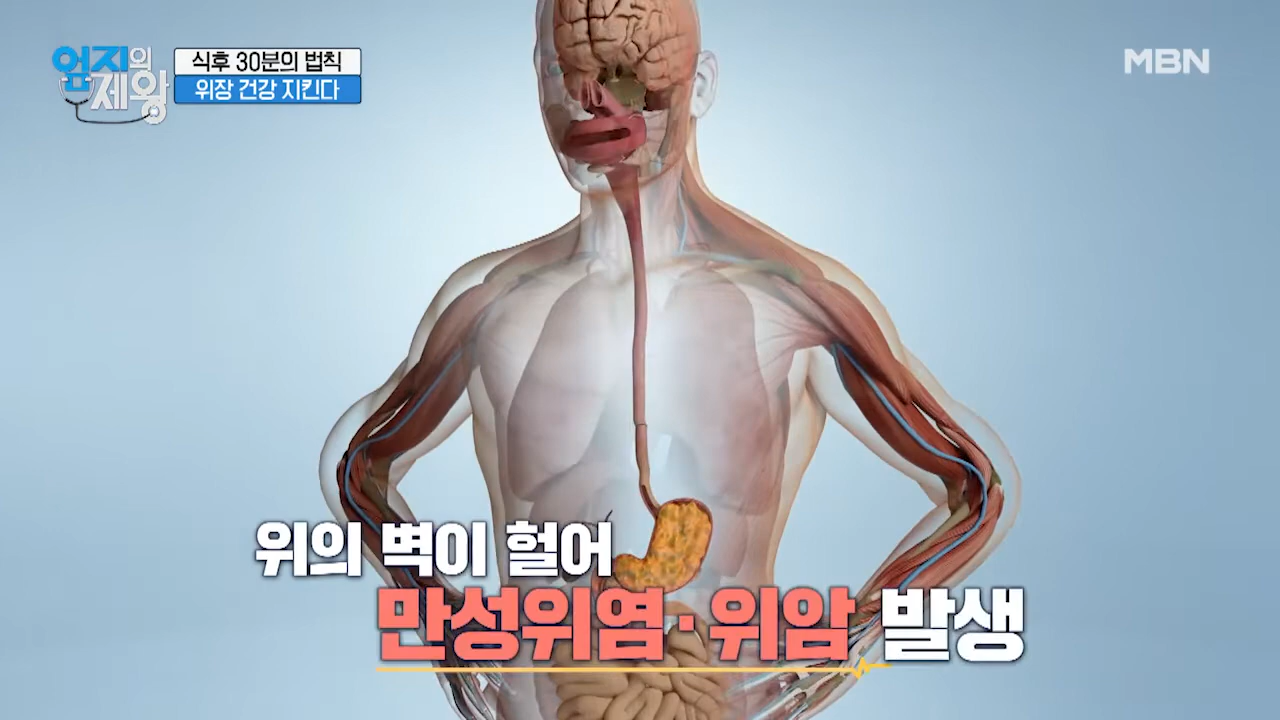 엄지의 제왕
식후 30분의 법칙
위장 건강 지킨다
MBN
위의 벽이 헐어
만성위염·위암 발생